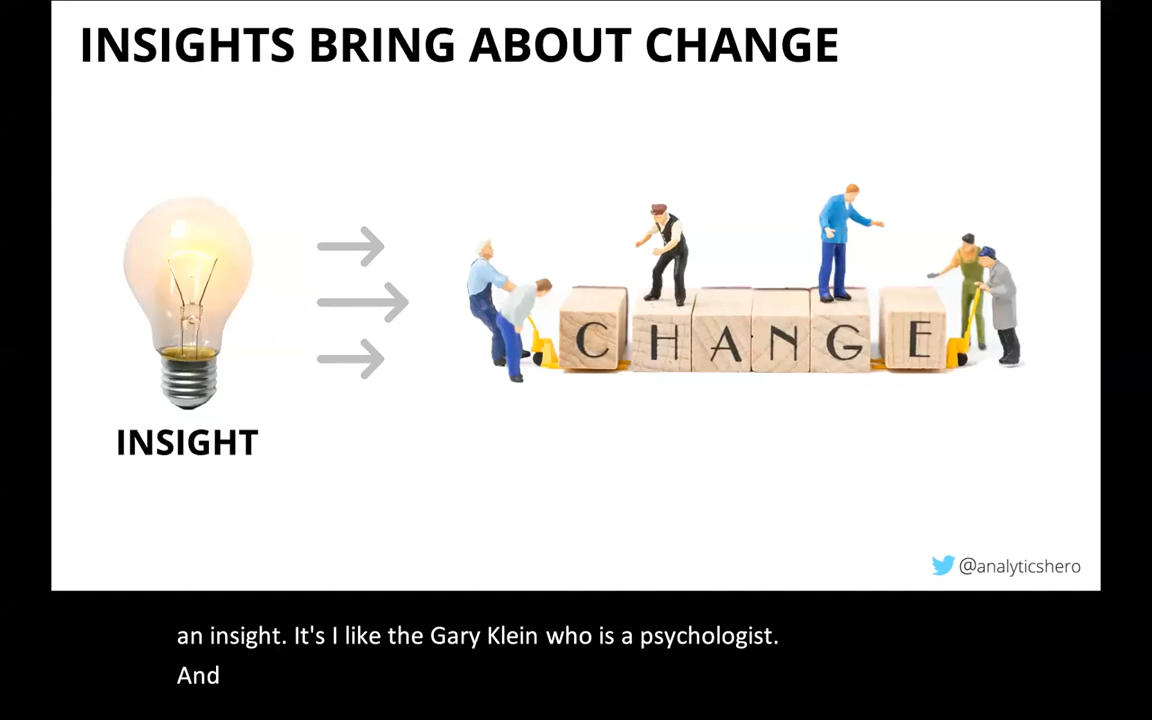 INSIGHTS BRING ABOUT CHANGE
CHANGE
INSIGHT
@analyticshero
an insight. It's I like the Gary Klein who is a psychologist.
And